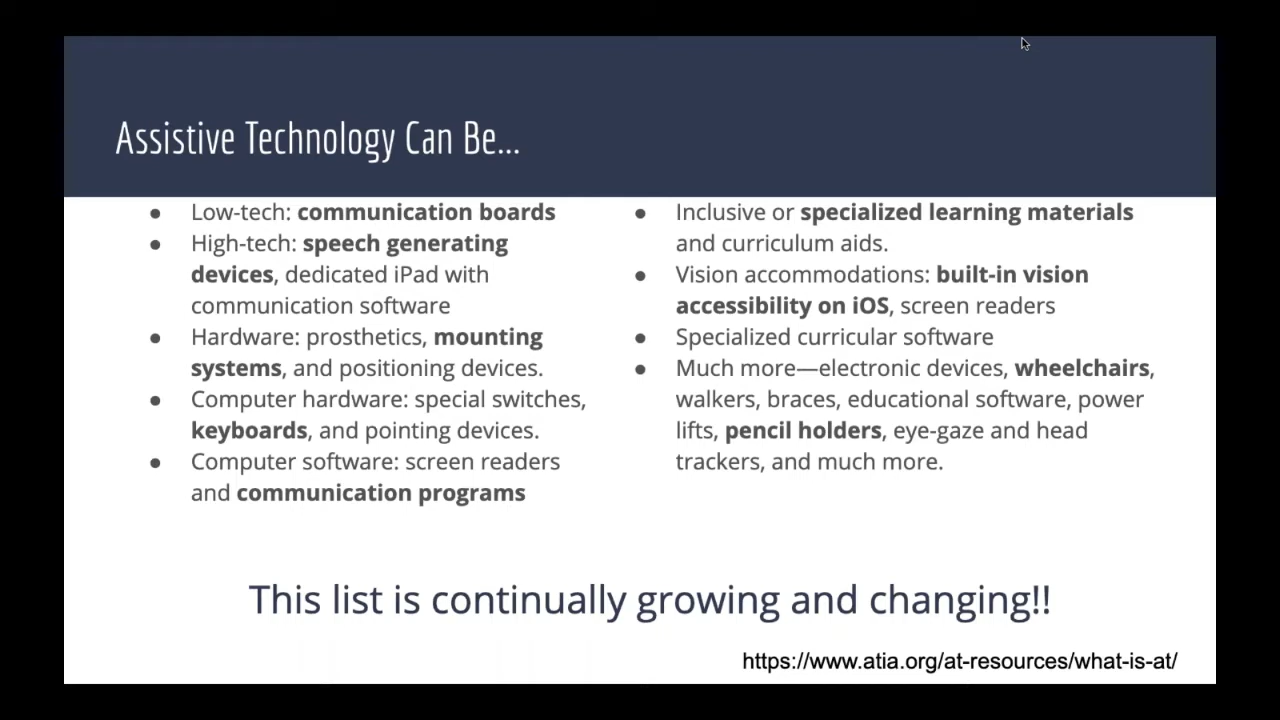 Assistive Technology Can Be...
● Low-tech: communication boards
● High-tech: speech generating
devices, dedicated iPad with
communication software
● Hardware: prosthetics, mounting
systems, and positioning devices.
● Computer hardware: special switches,
keyboards, and pointing devices.
● Computer software: screen readers
and communication programs
● Inclusive or specialized learning materials
and curriculum aids.
● Vision accommodations: built-in vision
accessibility on iOS, screen readers
● Specialized curricular software
● Much more—electronic devices, wheelchairs,
walkers, braces, educational software, power
lifts, pencil holders, eye-gaze and head
trackers, and much more.
This list is continually growing and changing!!
https://www.atia.org/at-resources/what-is-at/